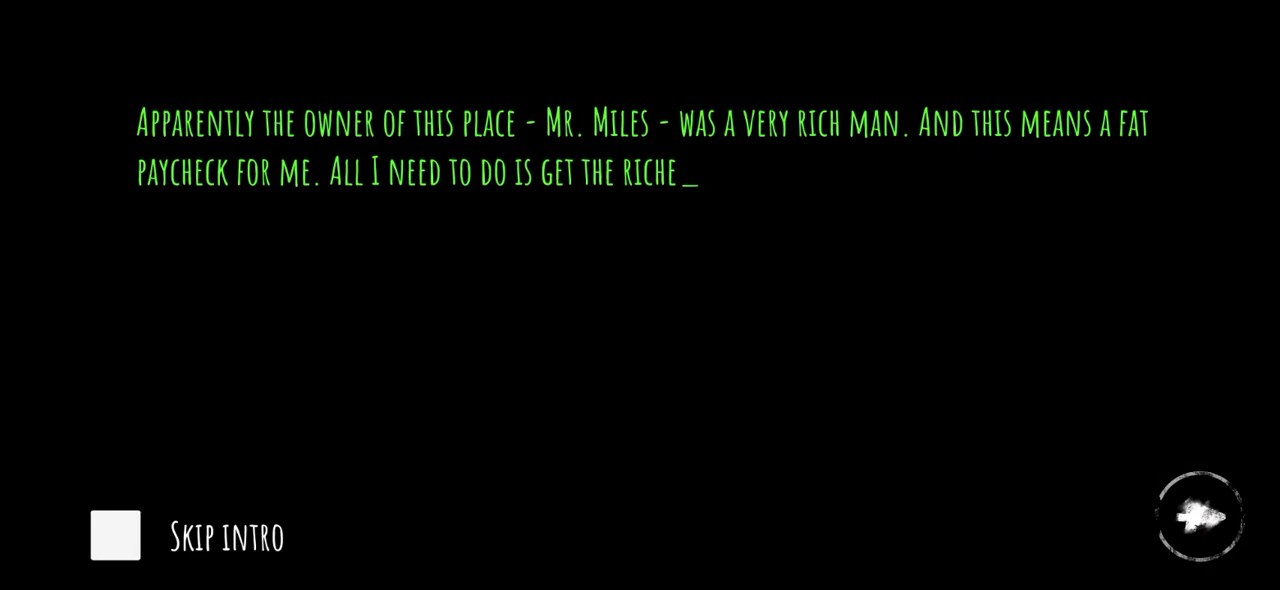 Apparently the owner of this place - Mr. Miles - was a very rich man. And this means a fat
paycheck for me. All I need to do is get the riche_
Skip intro